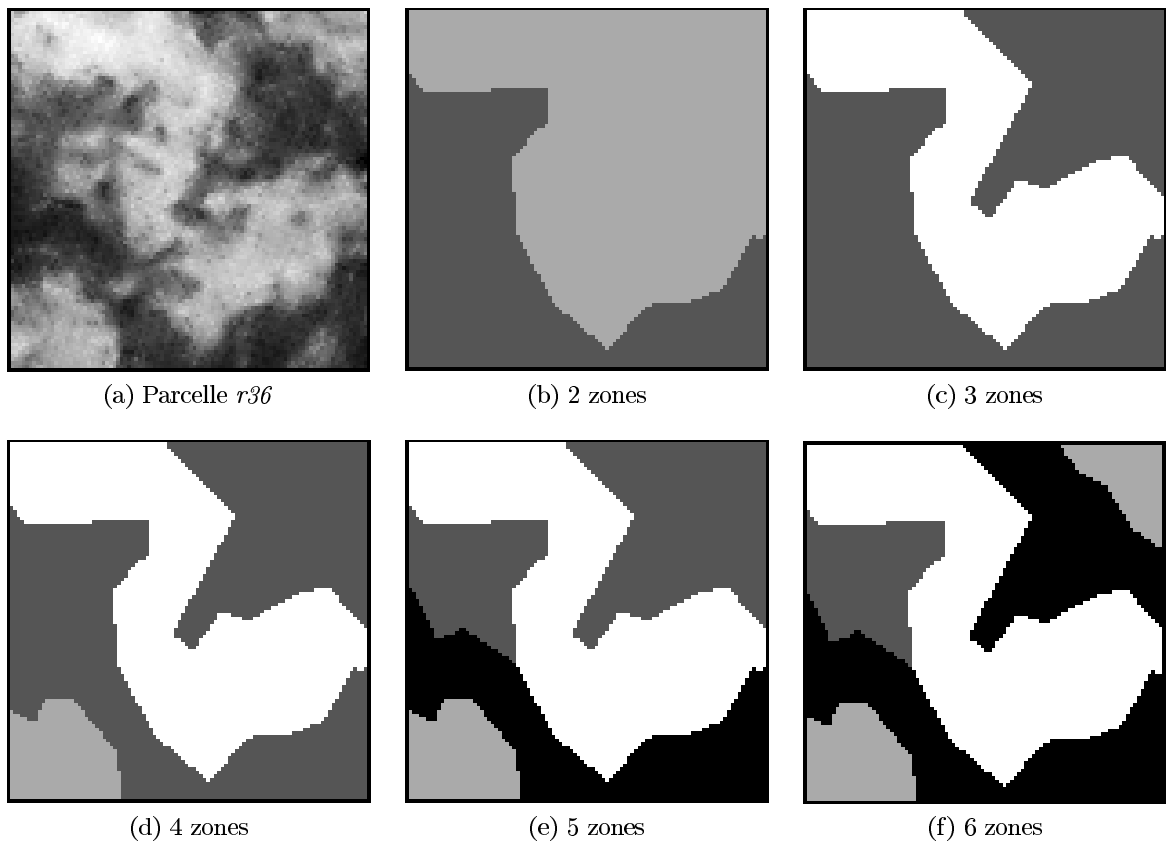 (a) Parcelle r36
(b) 2 zones
(c) 3 zones
(d) 4 zones
(e) 5 zones
(f) 6 zones